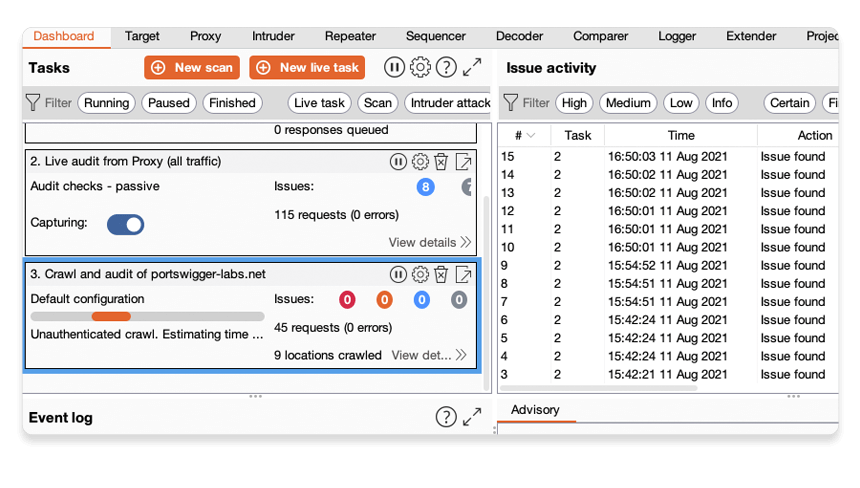 Dashboard Target Proxy Intruder Repeater Sequencer Decoder Comparer Logger Extender Projec
Tasks
New scan
New live task
Filter Running Paused Finished Live task Scan Intruder attack
0 responses queued
2. Live audit from Proxy (all traffic)
Audit checks - passive
Issues: 8 7
115 requests (0 errors)
Capturing:
View details
3. Crawl and audit of portswigger-labs.net
Default configuration
Issues: 0 0 0 0
45 requests (0 errors)
Unauthenticated crawl. Estimating time ...
9 locations crawled View det...
Event log
Issue activity
Filter High Medium Low Info Certain Fi
# Task Time Action
15 2 16:50:03 11 Aug 2021 Issue found
14 2 16:50:02 11 Aug 2021 Issue found
13 2 16:50:02 11 Aug 2021 Issue found
12 2 16:50:01 11 Aug 2021 Issue found
11 2 16:50:01 11 Aug 2021 Issue found
10 2 16:50:01 11 Aug 2021 Issue found
9 2 15:54:52 11 Aug 2021 Issue found
8 2 15:54:51 11 Aug 2021 Issue found
7 2 15:54:51 11 Aug 2021 Issue found
6 2 15:42:24 11 Aug 2021 Issue found
5 2 15:42:24 11 Aug 2021 Issue found
4 2 15:42:24 11 Aug 2021 Issue found
3 2 15:42:21 11 Aug 2021 Issue found
Advisory